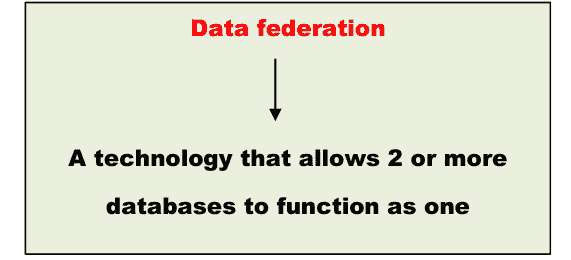 Data federation
A technology that allows 2 or more
databases to function as one